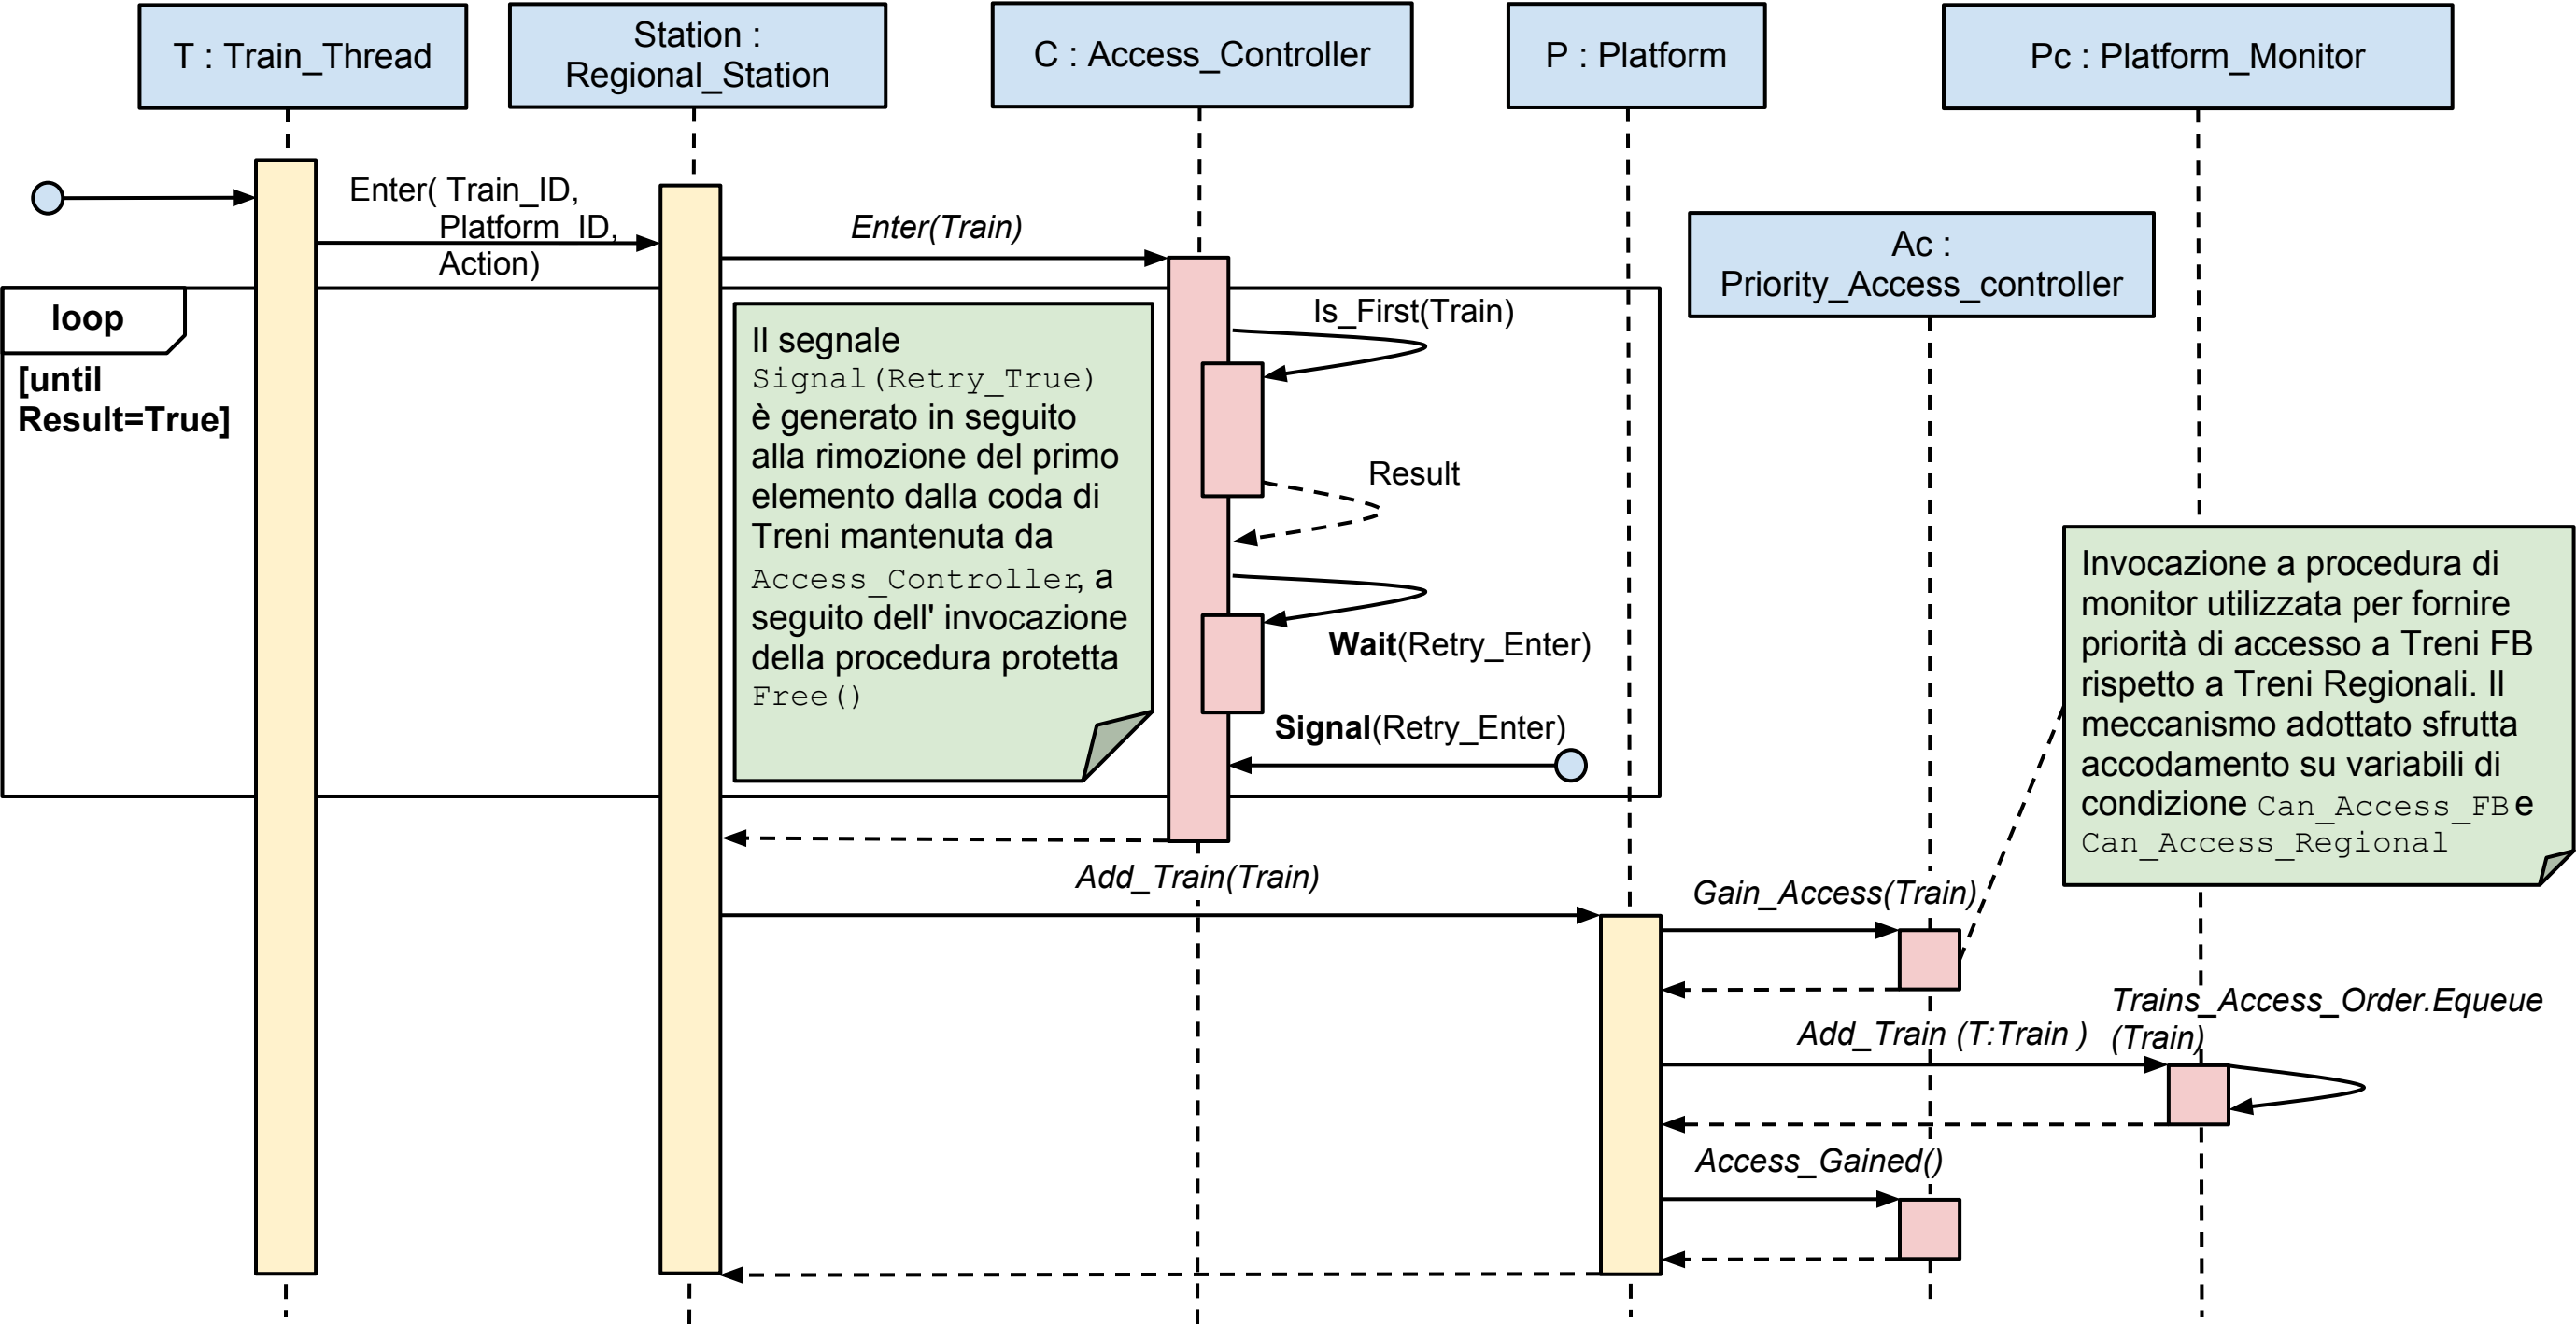 T : Train_Thread
Station :
Regional_Station
C : Access_Controller
P : Platform
Pc : Platform_Monitor
Enter( Train_ID,
Platform_ID,
Action)
Enter(Train)
Ac :
Priority_Access_controller
loop
[until
Result=True]
Il segnale
Signal(Retry_True)
è generato in seguito
alla rimozione del primo
elemento dalla coda di
Treni mantenuta da
Access_Controller, a
seguito dell' invocazione
della procedura protetta
Free()
Is_First(Train)
Result
Wait(Retry_Enter)
Signal(Retry_Enter)
Invocazione a procedura di
monitor utilizzata per fornire
priorità di accesso a Treni FB
rispetto a Treni Regionali. Il
meccanismo adottato sfrutta
accodamento su variabili di
condizione Can_Access_FB e
Can_Access_Regional
Add_Train(Train)
Gain_Access(Train)
Trains_Access_Order.Equeue
(Train)
Add_Train (T:Train )
Access_Gained()